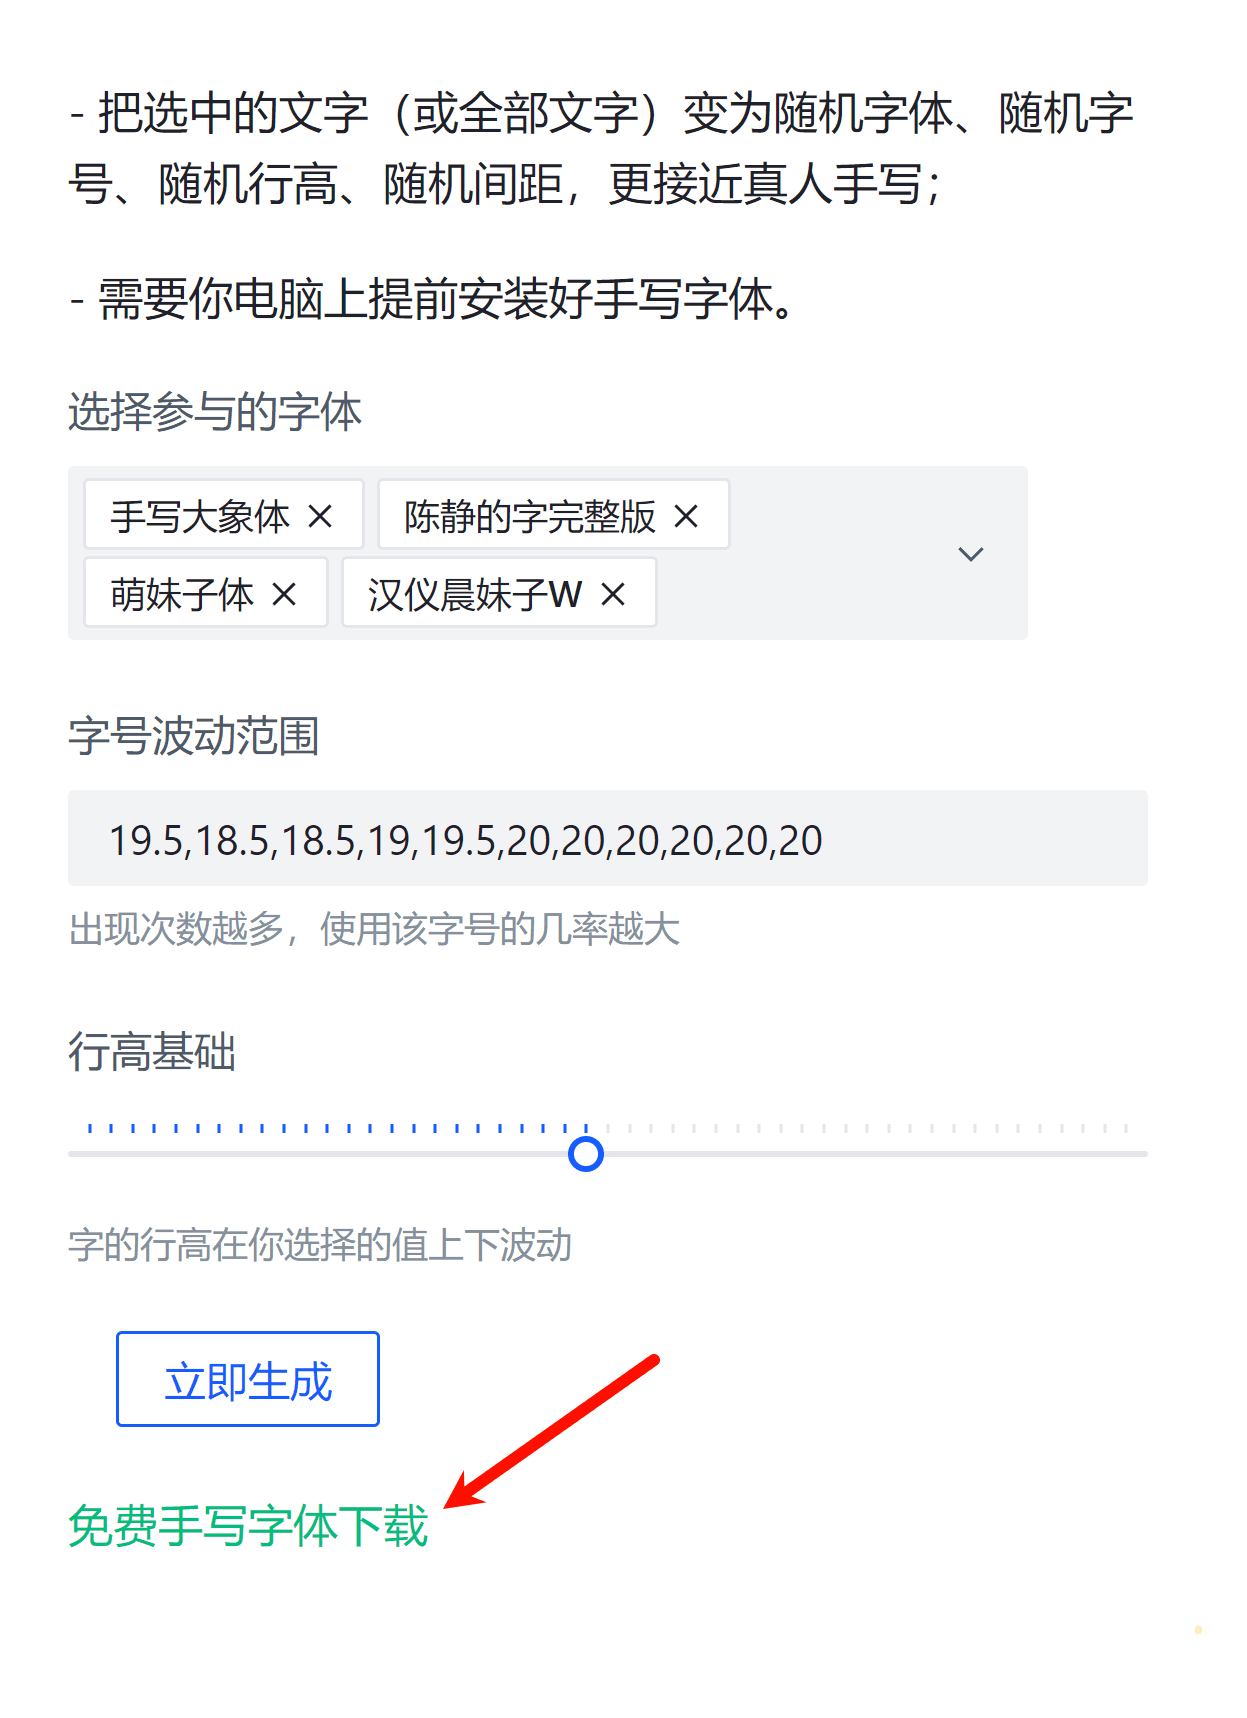 - 把选中的文字（或全部文字）变为随机字体、随机字
号、随机行高、随机间距，更接近真人手写；
- 需要你电脑上提前安装好手写字体。
选择参与的字体
手写大象体 × 陈静的字完整版 ×
萌妹子体 × 汉仪晨妹子W ×
字号波动范围
19.5,18.5,18.5,19,19.5,20,20,20,20,20,20
出现次数越多，使用该字号的几率越大
行高基础
字的行高在你选择的值上下波动
立即生成
免费手写字体下载